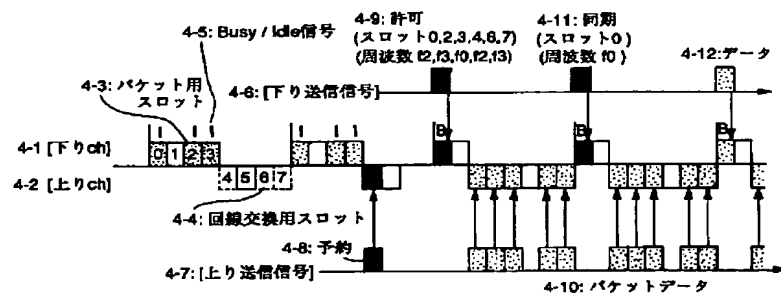 4-5: Busy / Idle信号
4-9: 許可
(スロット0,2,3,4,6,7)
(周波数 f2,f3,f0,f2,f3)
4-11: 同期
(スロット0)
(周波数 f0 )
4-12:データ
4-3: パケット用
スロット
4-6: [下り送信信号]
I I I I I I
B B B
4-1 [下りch]
0 1 2 3
4-2 [上りch]
4 5 6 7
4-4: 回線交換用スロット
4-8: 予約
4-7: [上り送信信号]
4-10: パケットデータ